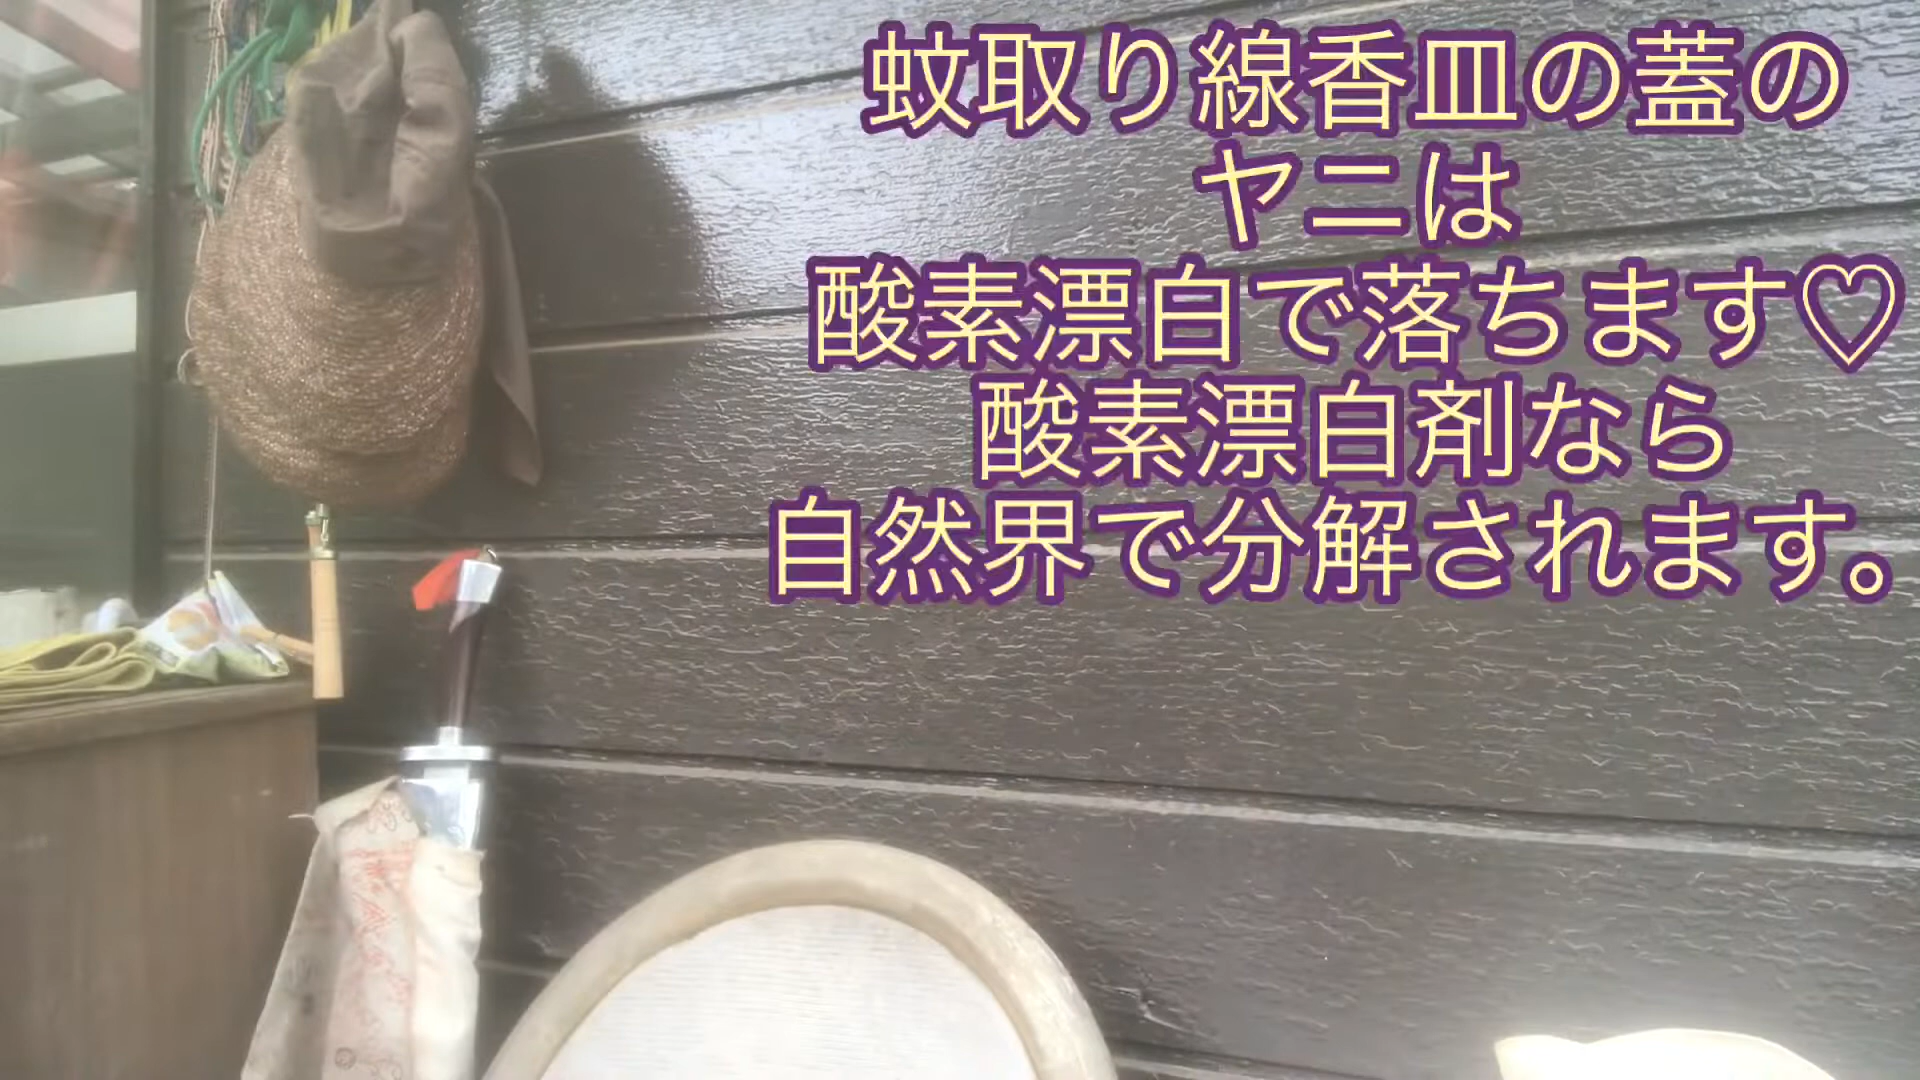 蚊取り線香皿の蓋の
ヤニは
酸素漂白で落ちます♡
酸素漂白剤なら
自然界で分解されます。